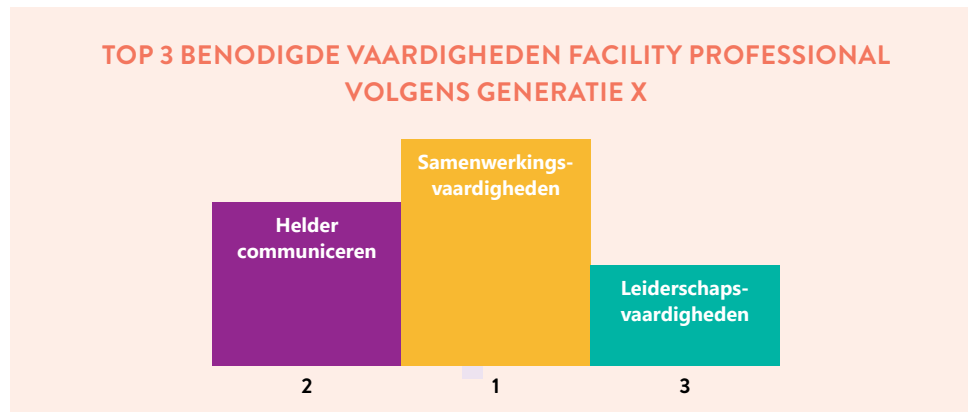 TOP 3 BENODIGDE VAARDIGHEDEN FACILITY PROFESSIONAL
VOLGENS GENERATIE X
Helder
communiceren
Samenwerkings-
vaardigheden
Leiderschaps-
vaardigheden
2
1
3